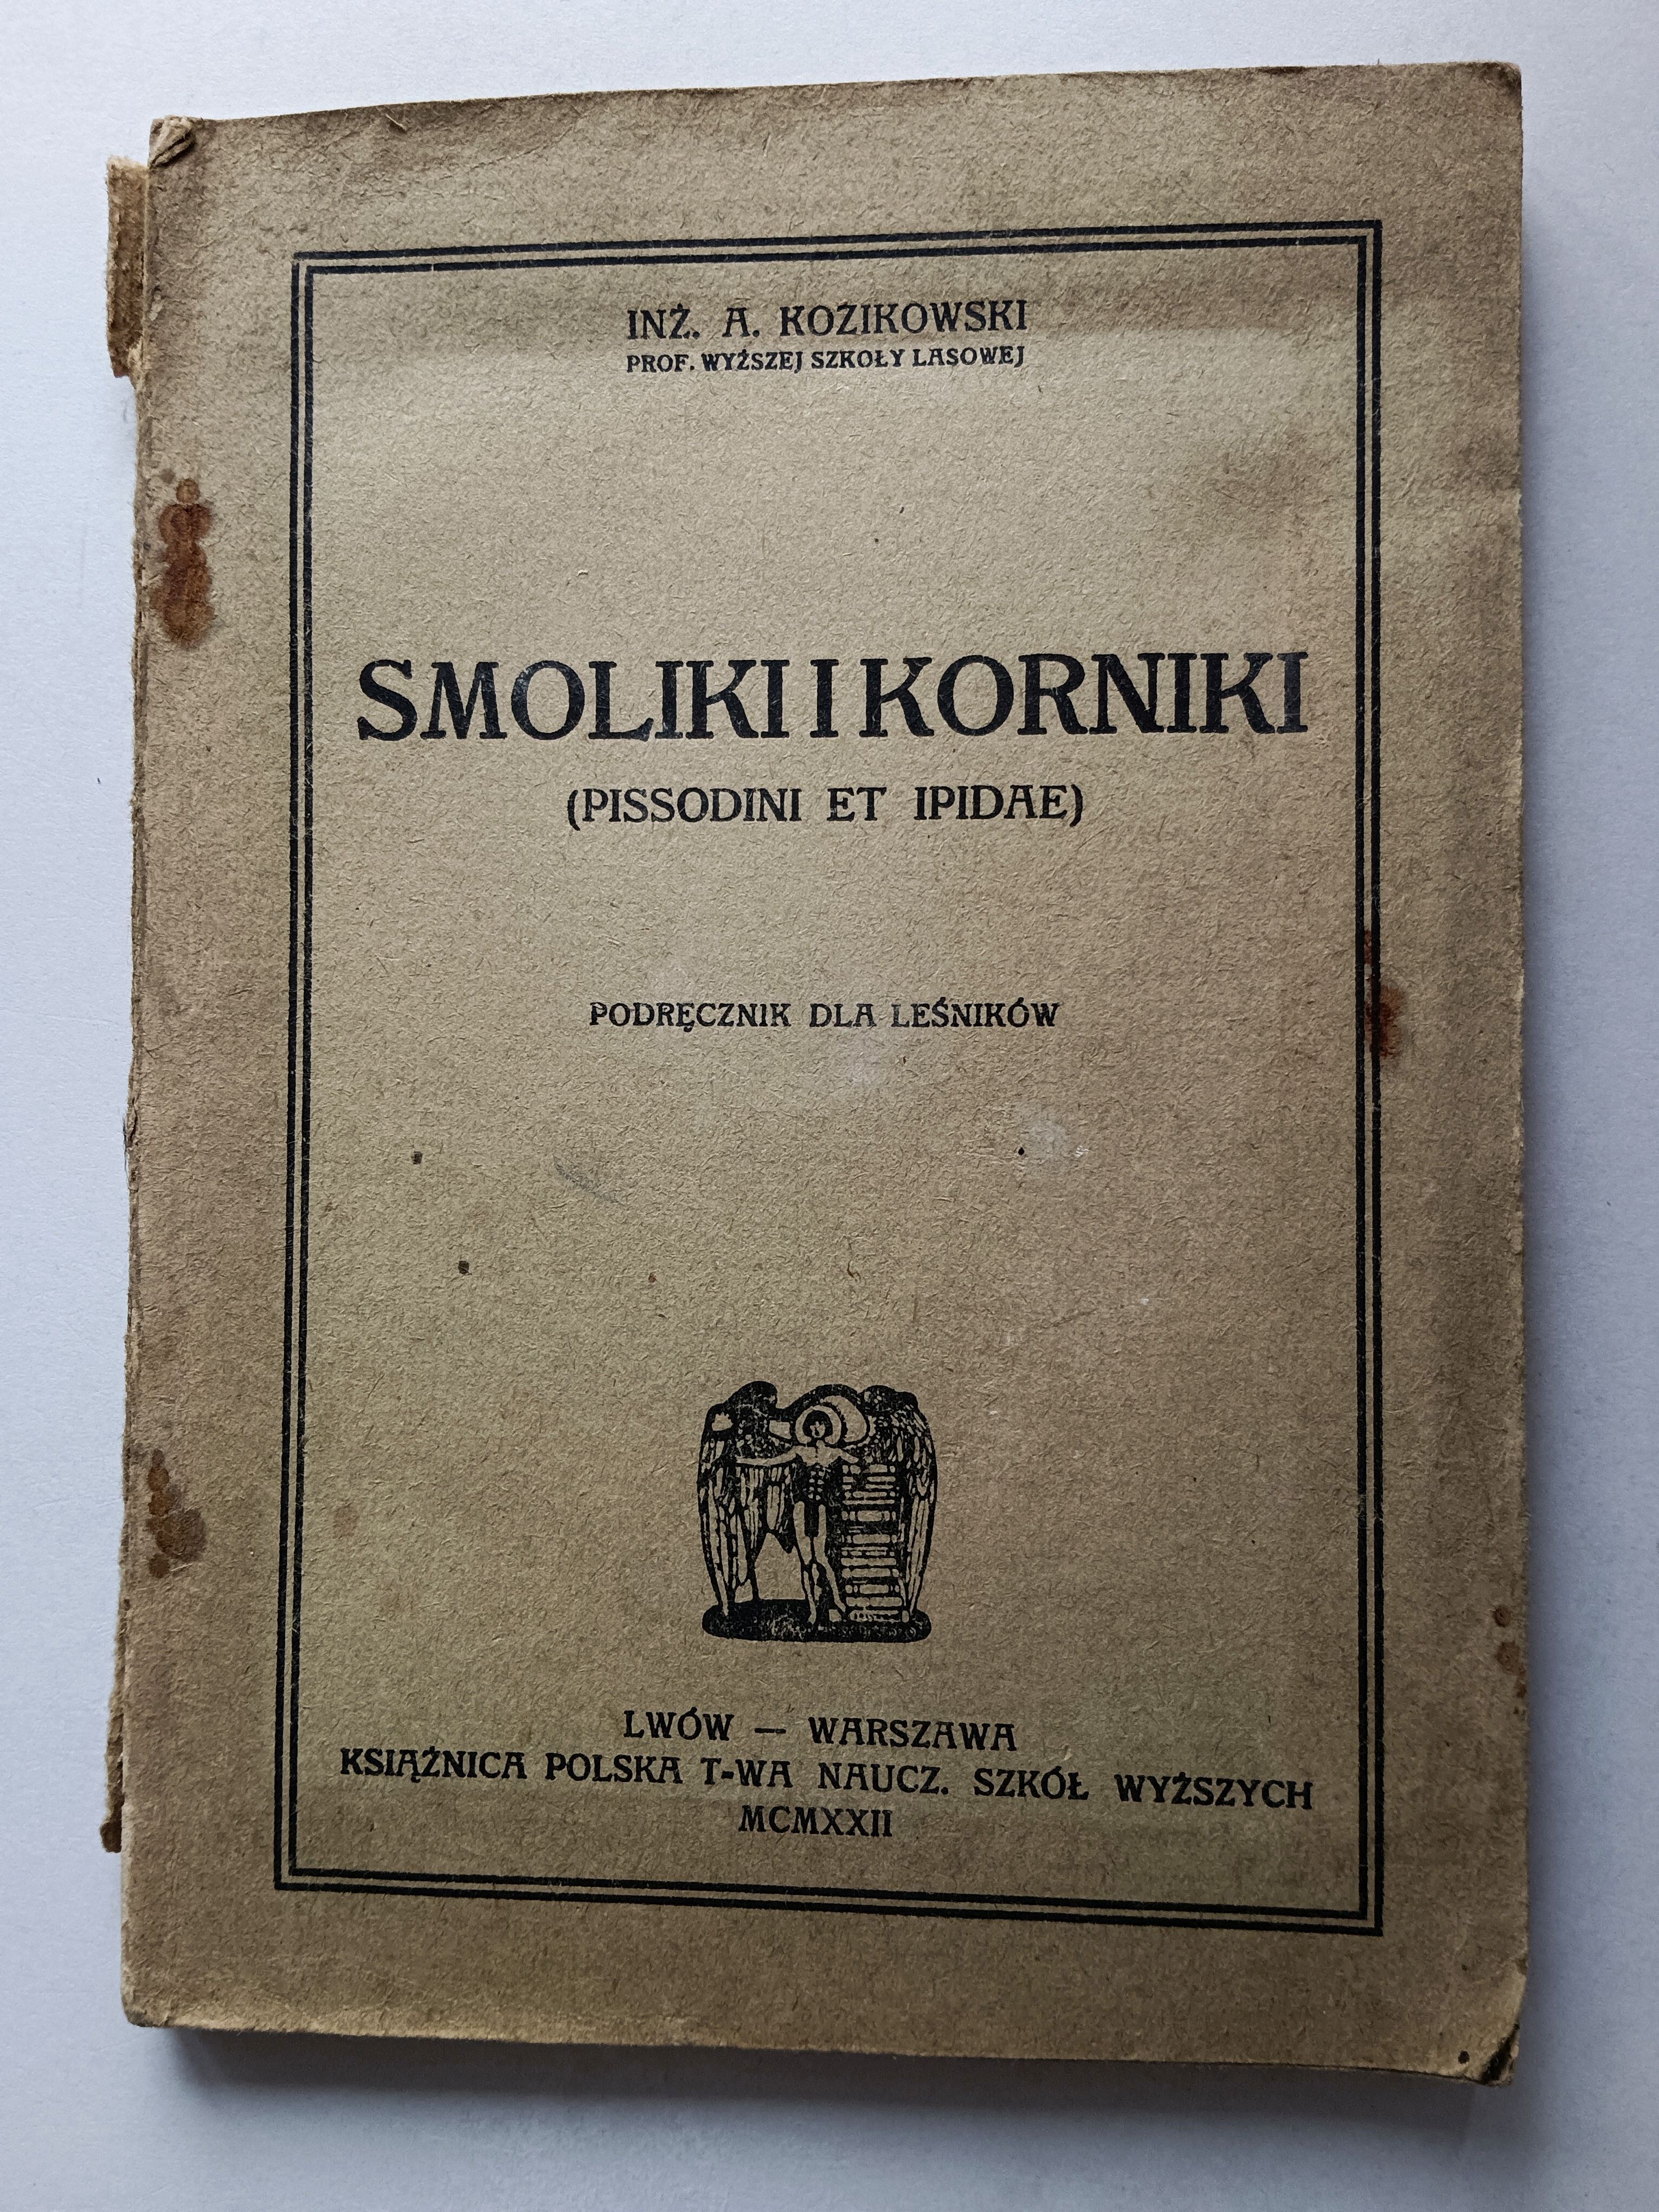 INŻ. A. KOZIKOWSKI
PROF. WYŻSZEJ SZKOŁY LASOWEJ
SMOLIKI I KORNIKI
(PISSODINI ET IPIDAE)
PODRĘCZNIK DLA LEŚNIKÓW
LWÓW — WARSZAWA
KSIĄŻNICA POLSKA T-WA NAUCZ. SZKÓŁ WYŻSZYCH
MCMXXII